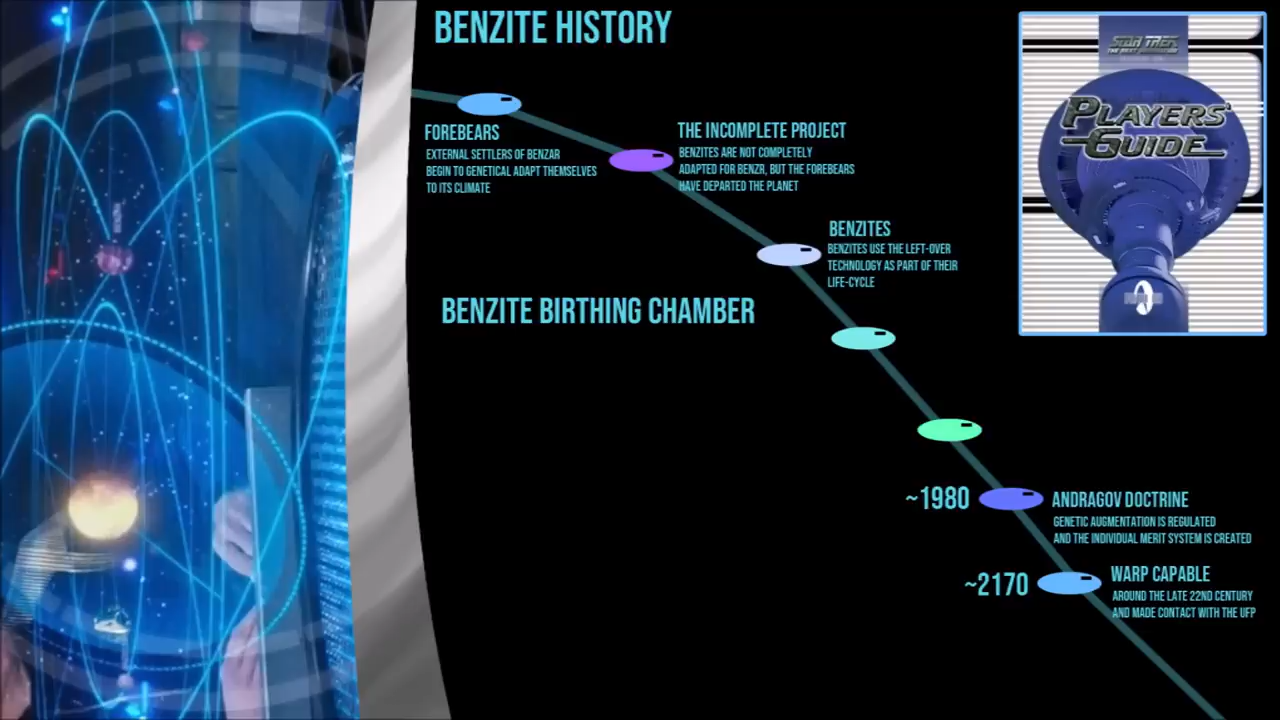 BENZITE HISTORY
FOREBEARS
EXTERNAL SETTLERS OF BENZAR
BEGIN TO GENETICAL ADAPT THEMSELVES
TO ITS CLIMATE
THE INCOMPLETE PROJECT
BENZITES ARE NOT COMPLETELY
ADAPTED FOR BENZR, BUT THE FOREBEARS
HAVE DEPARTED THE PLANET
BENZITES
BENZITES USE THE LEFT-OVER
TECHNOLOGY AS PART OF THEIR
LIFE-CYCLE
BENZITE BIRTHING CHAMBER
~1980
ANDRAGOV DOCTRINE
GENETIC AUGMENTATION IS REGULATED
AND THE INDIVIDUAL MERIT SYSTEM IS CREATED
~2170
WARP CAPABLE
AROUND THE LATE 22ND CENTURY
AND MADE CONTACT WITH THE UFP
STAR TREK
THE NEXT GENERATION
PLAYERS'
GUIDE